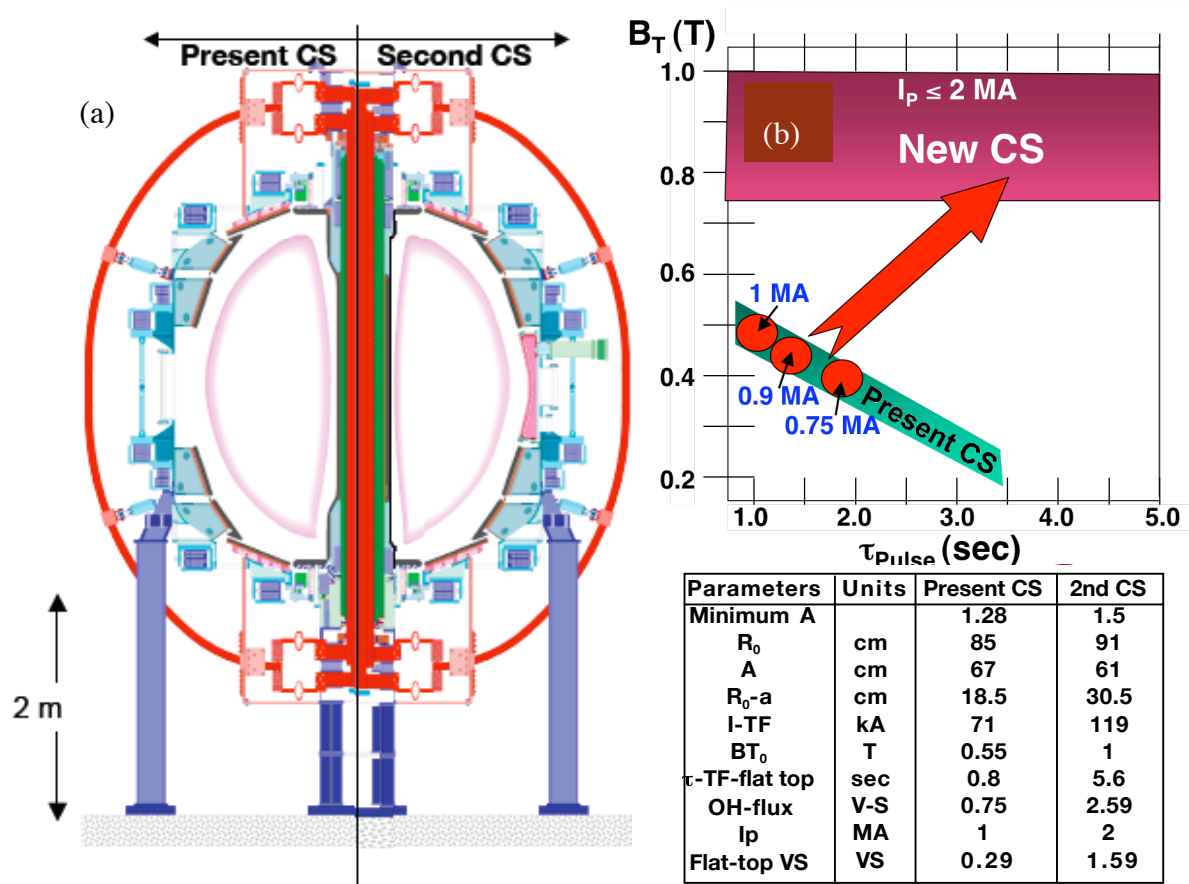 Present CS Second CS
(a)
2 m
B_T (T)
1.0
0.8
0.6
0.4
0.2
I_P ≤ 2 MA
(b)
New CS
1 MA
0.9 MA
0.75 MA
Present CS
1.0 2.0 3.0 4.0 5.0
τ_Pulse (sec)
Parameters Units Present CS 2nd CS
Minimum A 1.28 1.5
R₀ cm 85 91
A cm 67 61
R₀-a cm 18.5 30.5
I-TF kA 71 119
BT₀ T 0.55 1
τ-TF-flat top sec 0.8 5.6
OH-flux V-S 0.75 2.59
Ip MA 1 2
Flat-top VS VS 0.29 1.59